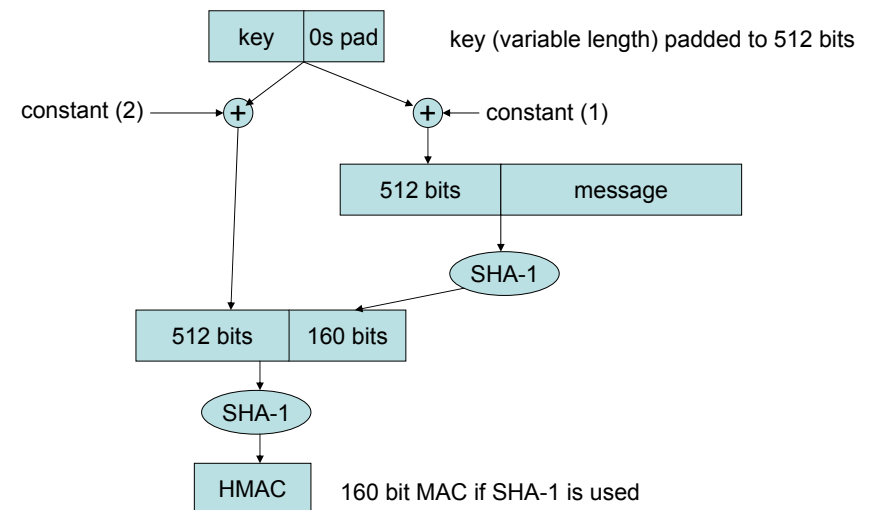 key 0s pad key (variable length) padded to 512 bits
constant (2) + + constant (1)
512 bits message
SHA-1
512 bits 160 bits
SHA-1
HMAC 160 bit MAC if SHA-1 is used